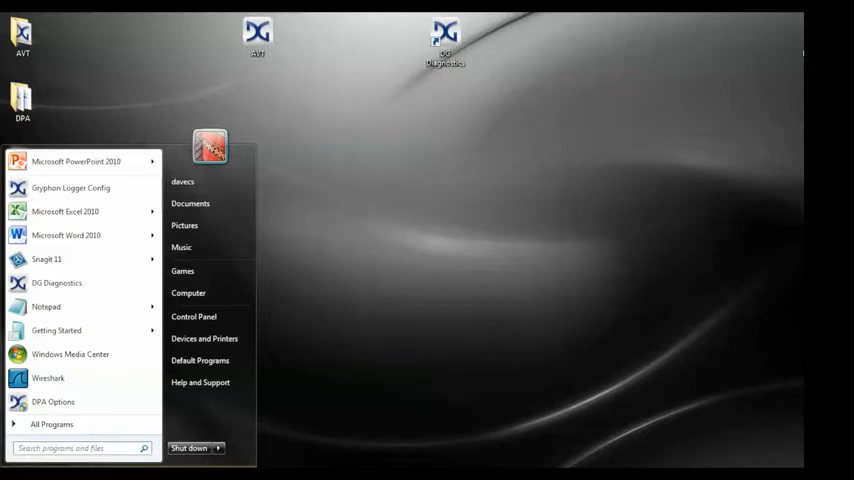 AVT
AVT
DG
Diagnostics
DPA
Microsoft PowerPoint 2010
Gryphon Logger Config
Microsoft Excel 2010
Microsoft Word 2010
Snagit 11
DG Diagnostics
Notepad
Getting Started
Windows Media Center
Wireshark
DPA Options
All Programs
Search programs and files
davecs
Documents
Pictures
Music
Games
Computer
Control Panel
Devices and Printers
Default Programs
Help and Support
Shut down